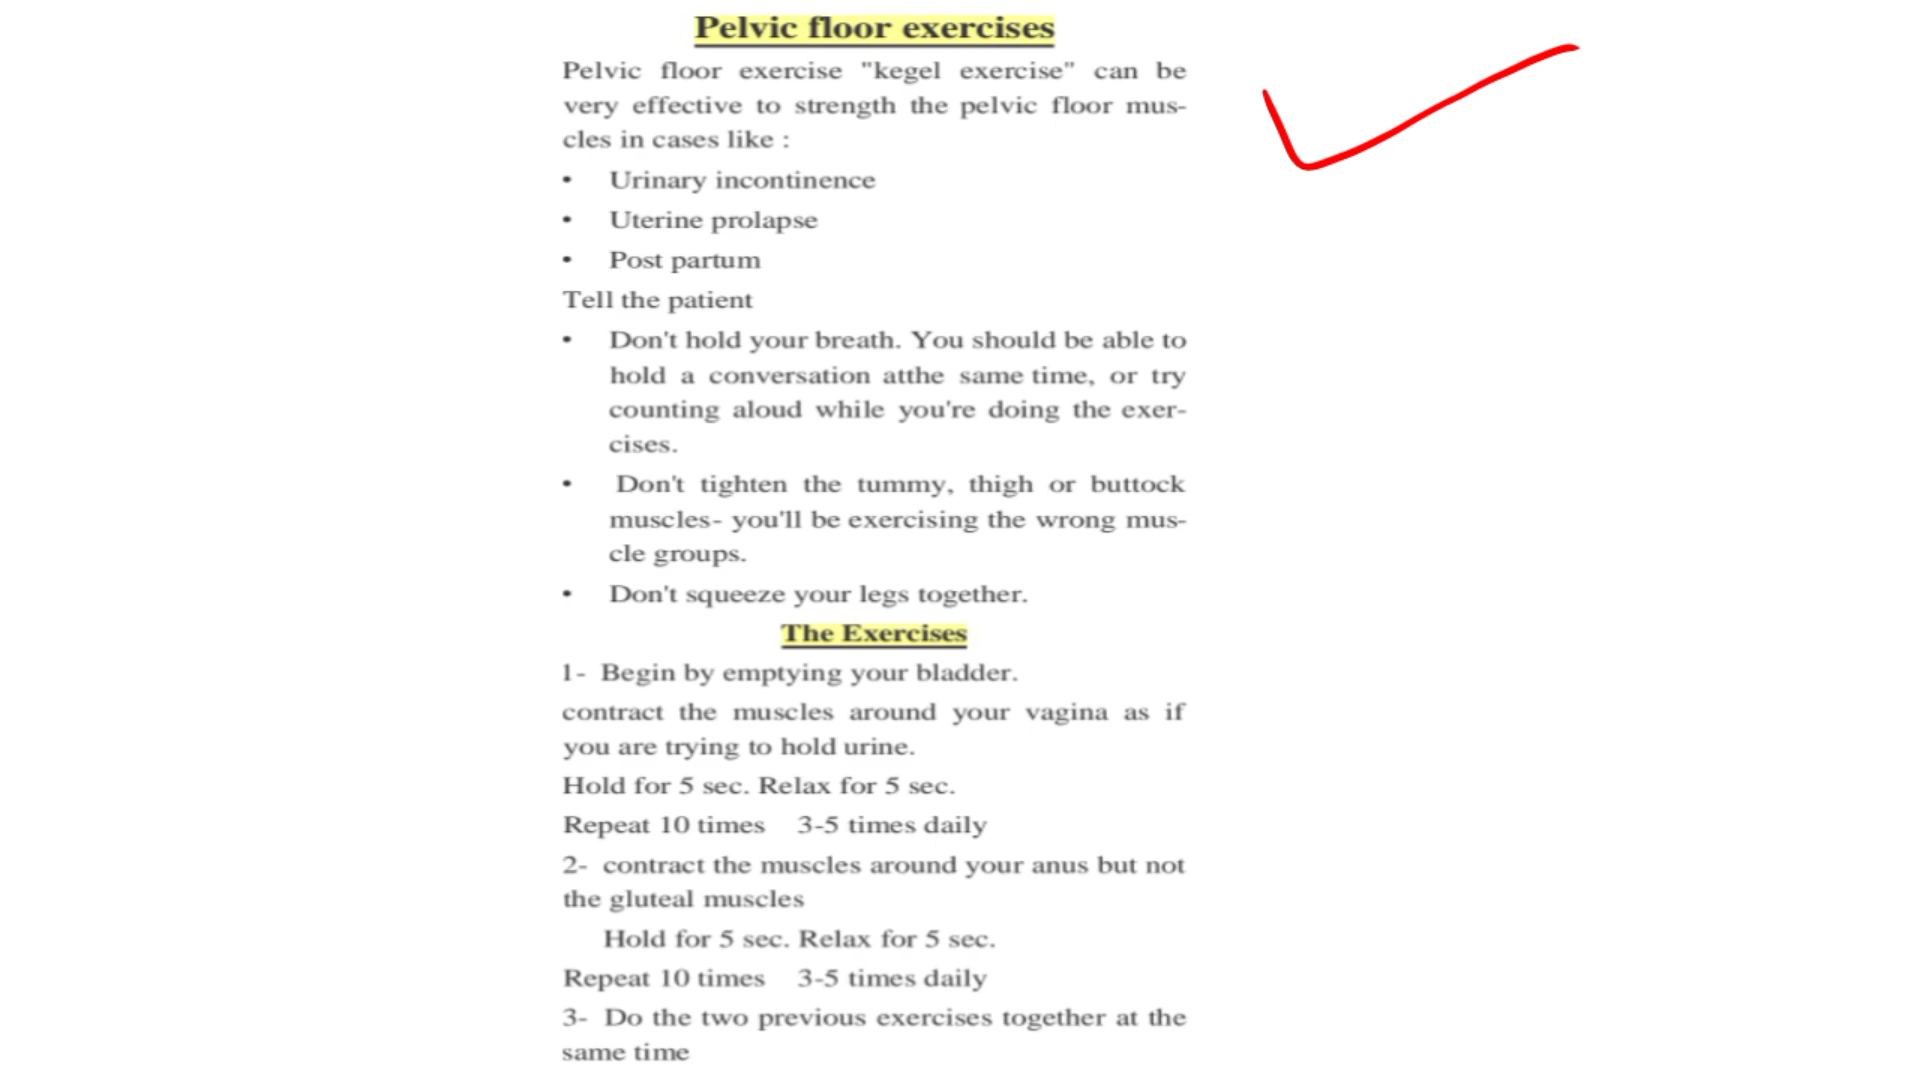 Pelvic floor exercises
Pelvic floor exercise "kegel exercise" can be
very effective to strength the pelvic floor mus-
cles in cases like :
• Urinary incontinence
• Uterine prolapse
• Post partum
Tell the patient
• Don't hold your breath. You should be able to
hold a conversation atthe same time, or try
counting aloud while you're doing the exer-
cises.
• Don't tighten the tummy, thigh or buttock
muscles- you'll be exercising the wrong mus-
cle groups.
• Don't squeeze your legs together.
The Exercises
1- Begin by emptying your bladder.
contract the muscles around your vagina as if
you are trying to hold urine.
Hold for 5 sec. Relax for 5 sec.
Repeat 10 times 3-5 times daily
2- contract the muscles around your anus but not
the gluteal muscles
Hold for 5 sec. Relax for 5 sec.
Repeat 10 times 3-5 times daily
3- Do the two previous exercises together at the
same time